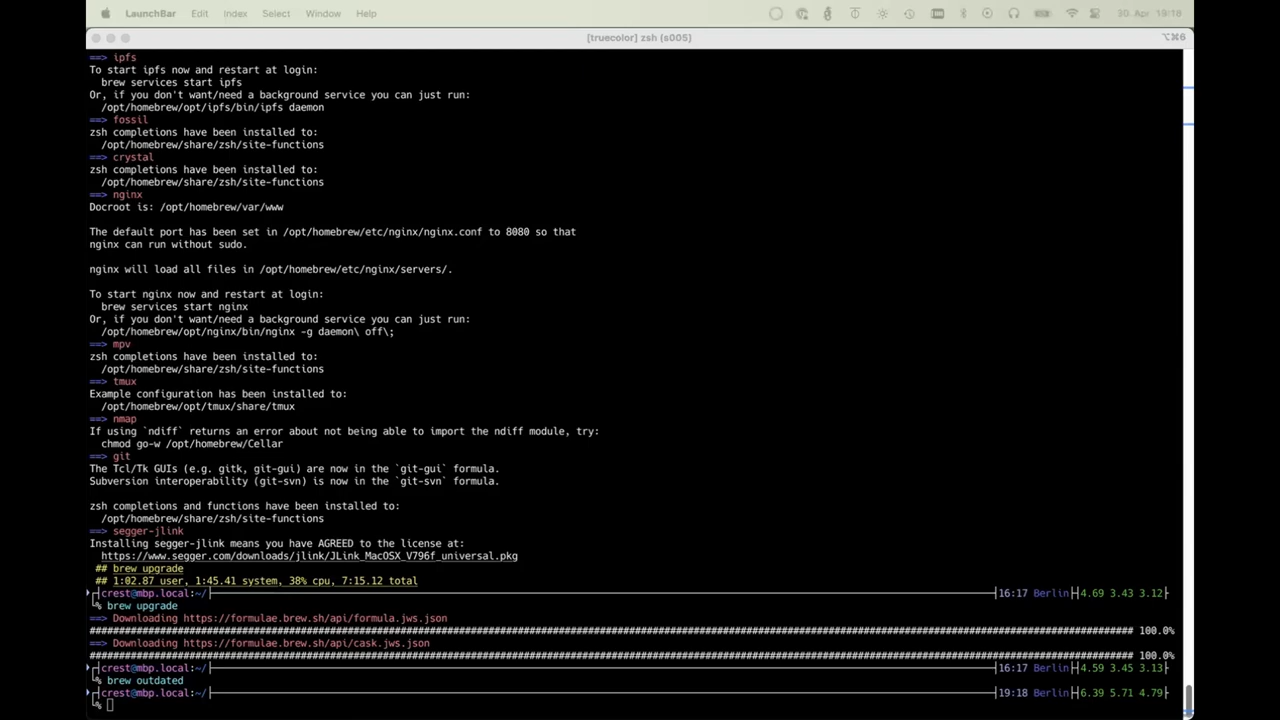 LaunchBar Edit Index Select Window Help 30. Apr 19:18
[truecolor] zsh (s005) ⌥⌘6
==> ipfs
To start ipfs now and restart at login:
brew services start ipfs
Or, if you don't want/need a background service you can just run:
/opt/homebrew/opt/ipfs/bin/ipfs daemon
==> fossil
zsh completions have been installed to:
/opt/homebrew/share/zsh/site-functions
==> crystal
zsh completions have been installed to:
/opt/homebrew/share/zsh/site-functions
==> nginx
Docroot is: /opt/homebrew/var/www
The default port has been set in /opt/homebrew/etc/nginx/nginx.conf to 8080 so that
nginx can run without sudo.
nginx will load all files in /opt/homebrew/etc/nginx/servers/.
To start nginx now and restart at login:
brew services start nginx
Or, if you don't want/need a background service you can just run:
/opt/homebrew/opt/nginx/bin/nginx -g daemon\ off\;
==> mpv
zsh completions have been installed to:
/opt/homebrew/share/zsh/site-functions
==> tmux
Example configuration has been installed to:
/opt/homebrew/opt/tmux/share/tmux
==> nmap
If using `ndiff` returns an error about not being able to import the ndiff module, try:
chmod go-w /opt/homebrew/Cellar
==> git
The Tcl/Tk GUIs (e.g. gitk, git-gui) are now in the `git-gui` formula.
Subversion interoperability (git-svn) is now in the `git-svn` formula.
zsh completions and functions have been installed to:
/opt/homebrew/share/zsh/site-functions
==> segger-jlink
Installing segger-jlink means you have AGREED to the license at:
https://www.segger.com/downloads/jlink/JLink_MacOSX_V796f_universal.pkg
## brew upgrade
## 1:02.87 user, 1:45.41 system, 38% cpu, 7:15.12 total
crest@mbp.local:~/ 16:17 Berlin 4.69 3.43 3.12
% brew upgrade
==> Downloading https://formulae.brew.sh/api/formula.jws.json
100.0%
==> Downloading https://formulae.brew.sh/api/cask.jws.json
100.0%
crest@mbp.local:~/ 16:17 Berlin 4.59 3.45 3.13
% brew outdated
crest@mbp.local:~/ 19:18 Berlin 6.39 5.71 4.79
%